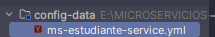 config-data E:\MICROSERVICIOS
ms-estudiante-service.yml